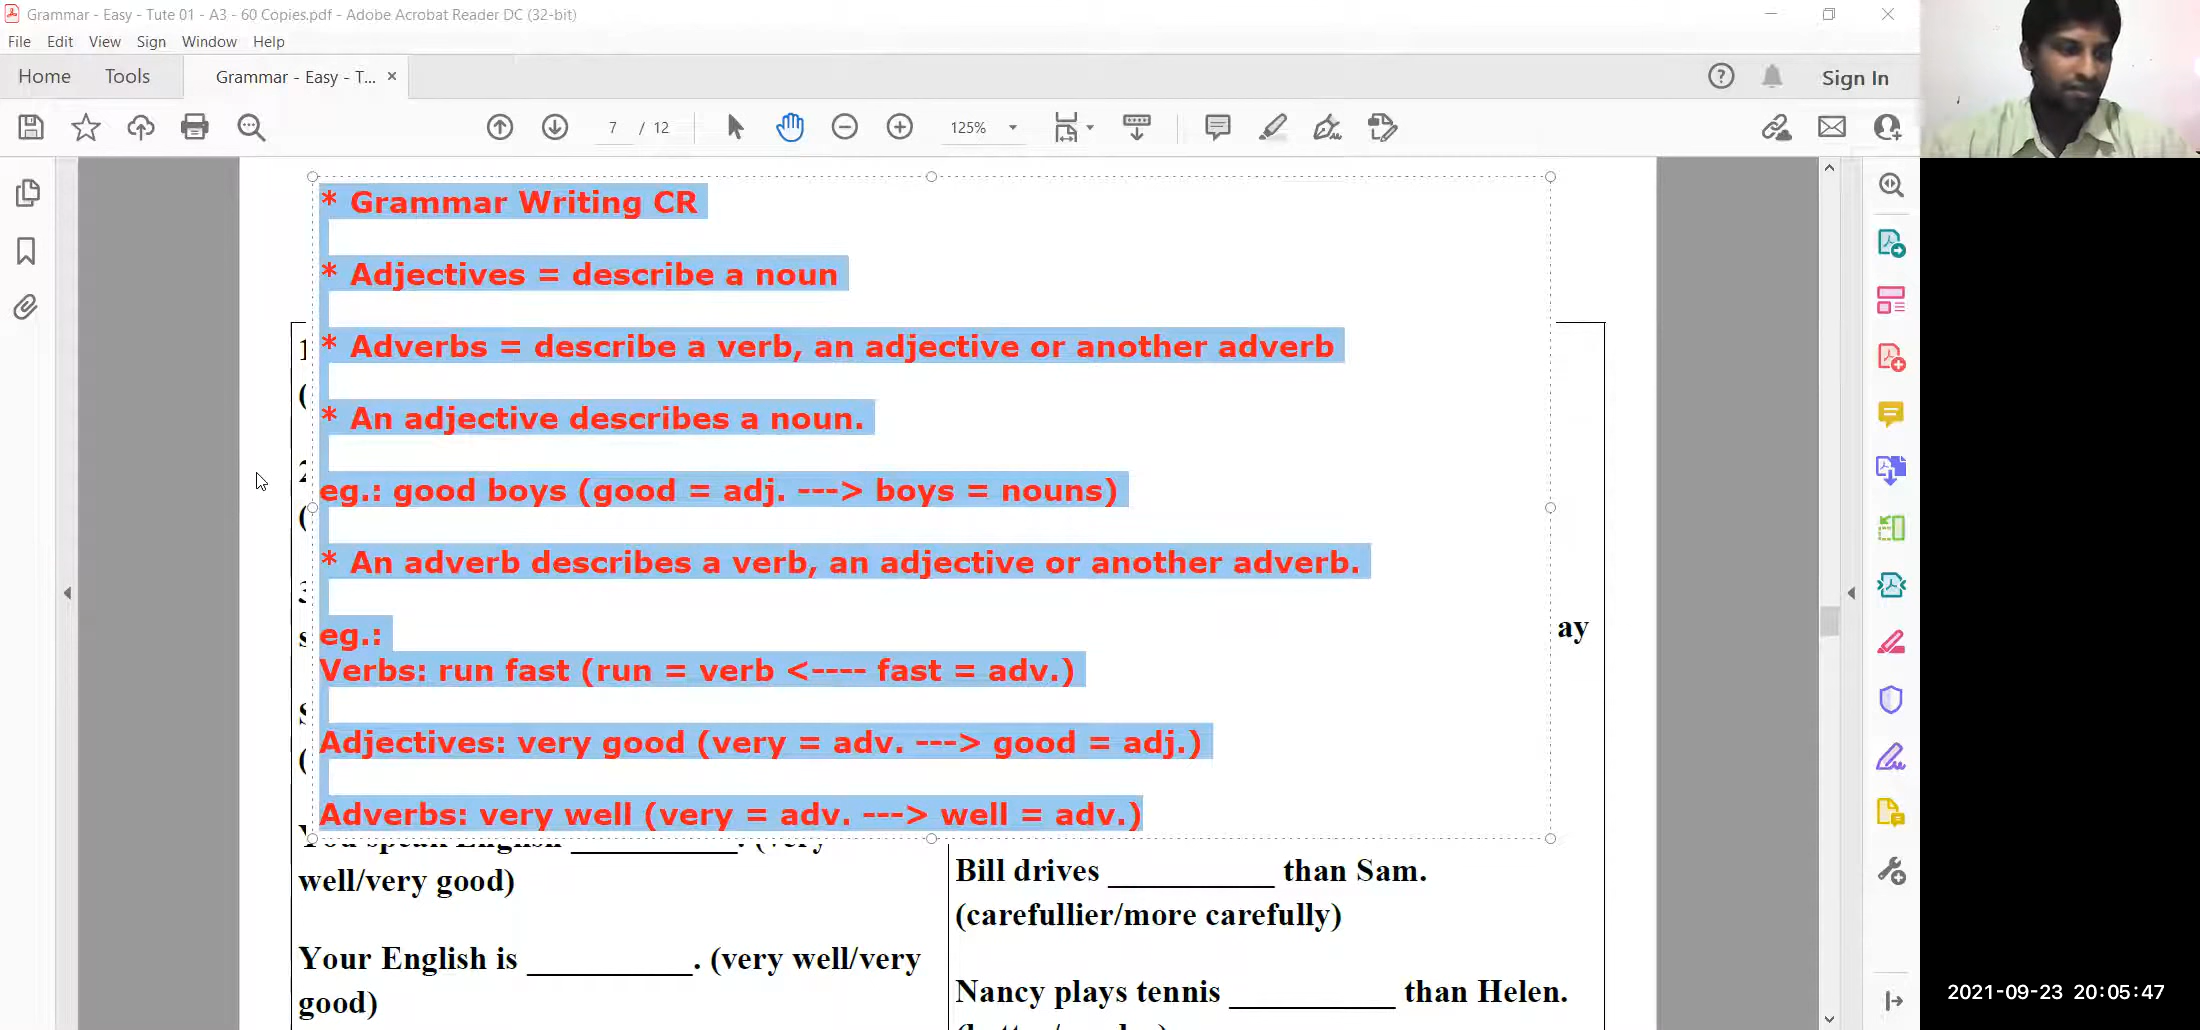 Grammar - Easy - Tute 01 - A3 - 60 Copies.pdf - Adobe Acrobat Reader DC (32-bit)
File Edit View Sign Window Help
Home Tools Grammar - Easy - T... × Sign In
7 / 12 125%
* Grammar Writing CR
* Adjectives = describe a noun
* Adverbs = describe a verb, an adjective or another adverb
* An adjective describes a noun.
eg.: good boys (good = adj. ---> boys = nouns)
* An adverb describes a verb, an adjective or another adverb.
eg.:
ay
Verbs: run fast (run = verb <---- fast = adv.)
Adjectives: very good (very = adv. ---> good = adj.)
Adverbs: very well (very = adv. ---> well = adv.)
You speak English __________. (very
well/very good)
Your English is __________. (very well/very
good)
Bill drives __________ than Sam.
(carefullier/more carefully)
Nancy plays tennis __________ than Helen.
2021-09-23 20:05:47